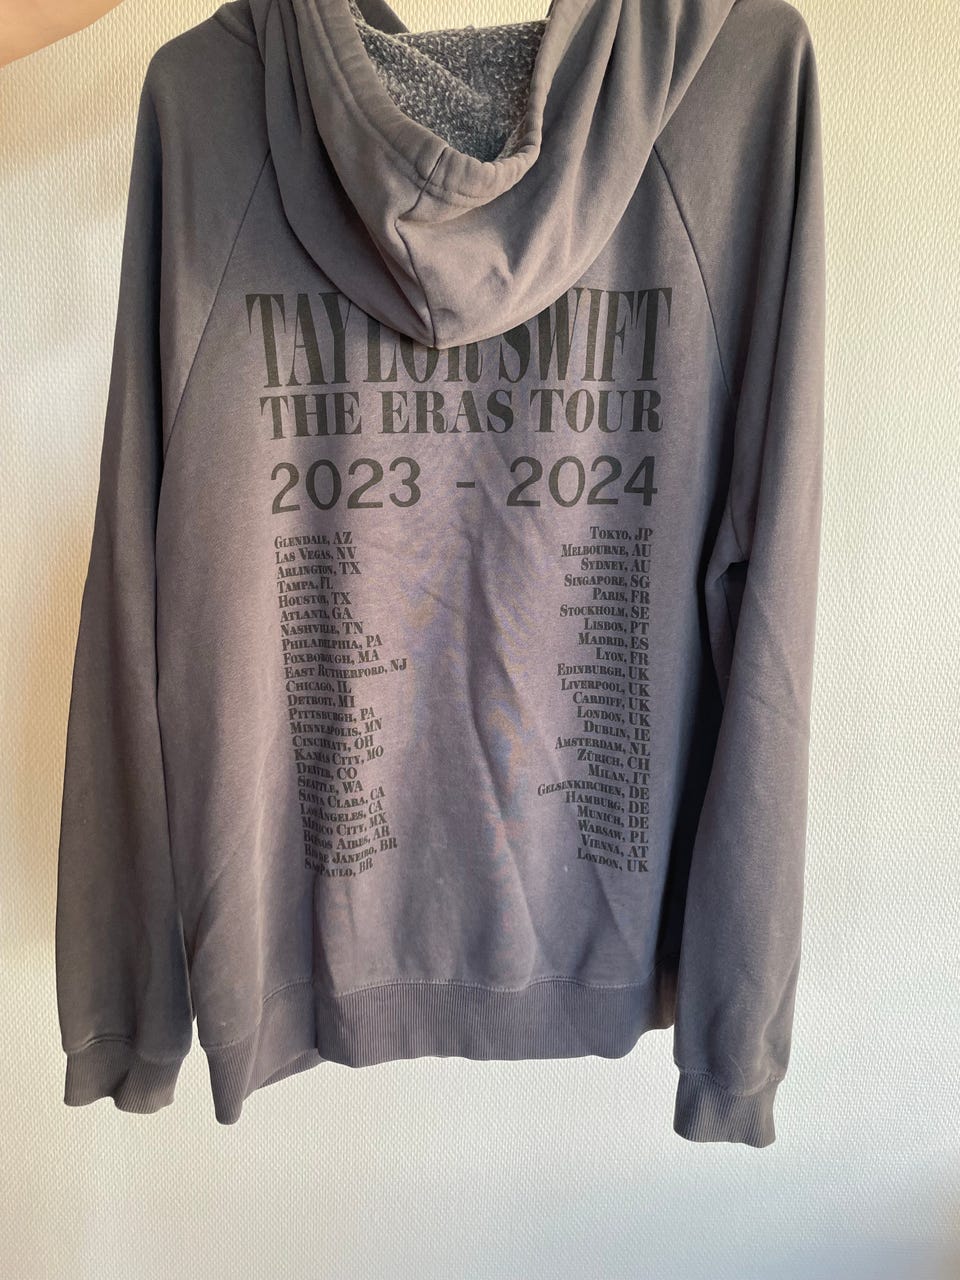 TAYLOR SWIFT
THE ERAS TOUR
2023 - 2024
GLENDALE, AZ
LAS VEGAS, NV
ARLINGTON, TX
TAMPA, FL
HOUSTON, TX
ATLANTA, GA
NASHVILLE, TN
PHILADELPHIA, PA
FOXBOROUGH, MA
EAST RUTHERFORD, NJ
CHICAGO, IL
DETROIT, MI
PITTSBURGH, PA
MINNEAPOLIS, MN
CINCINNATI, OH
KANSAS CITY, MO
DENVER, CO
SEATTLE, WA
SANTA CLARA, CA
LOS ANGELES, CA
MEXICO CITY, MX
BUENOS AIRES, AR
RIO DE JANEIRO, BR
SÃO PAULO, BR
TOKYO, JP
MELBOURNE, AU
SYDNEY, AU
SINGAPORE, SG
PARIS, FR
STOCKHOLM, SE
LISBON, PT
MADRID, ES
LYON, FR
EDINBURGH, UK
LIVERPOOL, UK
CARDIFF, UK
LONDON, UK
DUBLIN, IE
AMSTERDAM, NL
ZÜRICH, CH
MILAN, IT
GELSENKIRCHEN, DE
HAMBURG, DE
MUNICH, DE
WARSAW, PL
VIENNA, AT
LONDON, UK